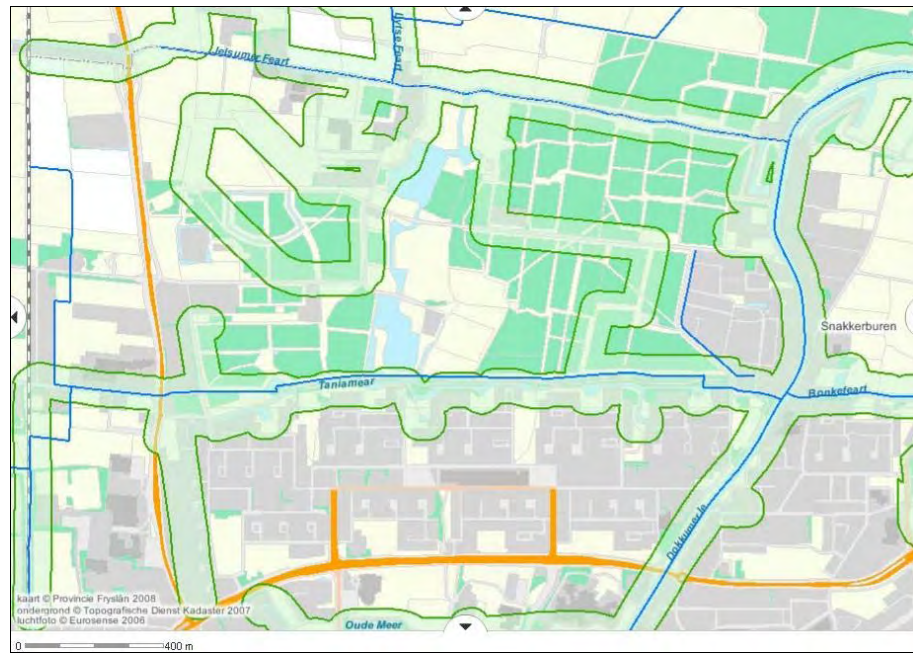 Uytse Feart
Jelsumer Feart
Snakkerburen
Taniamear
Bonkefeart
Dokkumer Ie
kaart © Provincie Fryslân 2008
ondergrond © Topografische Dienst Kadaster 2007
luchtfoto © Eurosense 2006
Oude Meer
0 400 m